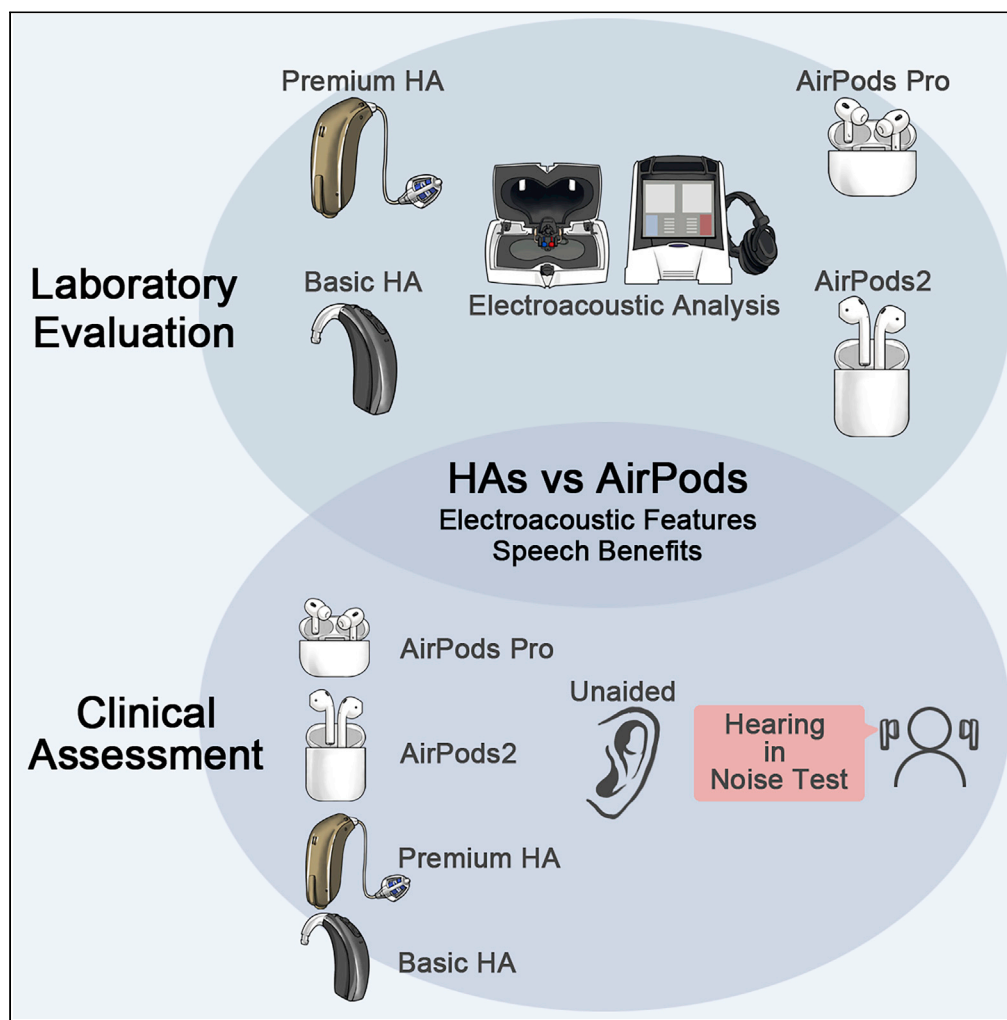 Premium HA
AirPods Pro
Laboratory
Evaluation
Basic HA
Electroacoustic Analysis
AirPods2
HAs vs AirPods
Electroacoustic Features
Speech Benefits
Clinical
Assessment
AirPods Pro
AirPods2
Premium HA
Basic HA
Unaided
Hearing
in
Noise Test